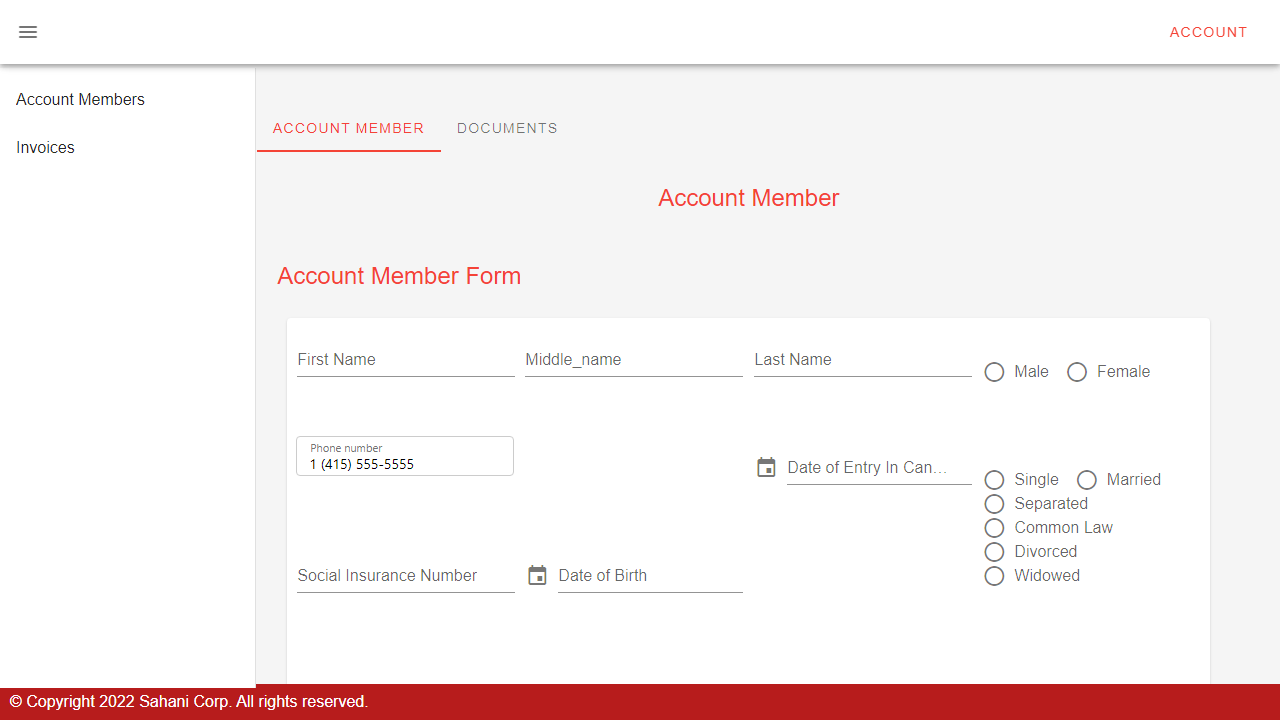 ACCOUNT
Account Members
Invoices
ACCOUNT MEMBER DOCUMENTS
Account Member
Account Member Form
First Name Middle_name Last Name Male Female
Phone number
1 (415) 555-5555
Date of Entry In Can… Single Married
Separated
Common Law
Divorced
Social Insurance Number Date of Birth Widowed
© Copyright 2022 Sahani Corp. All rights reserved.